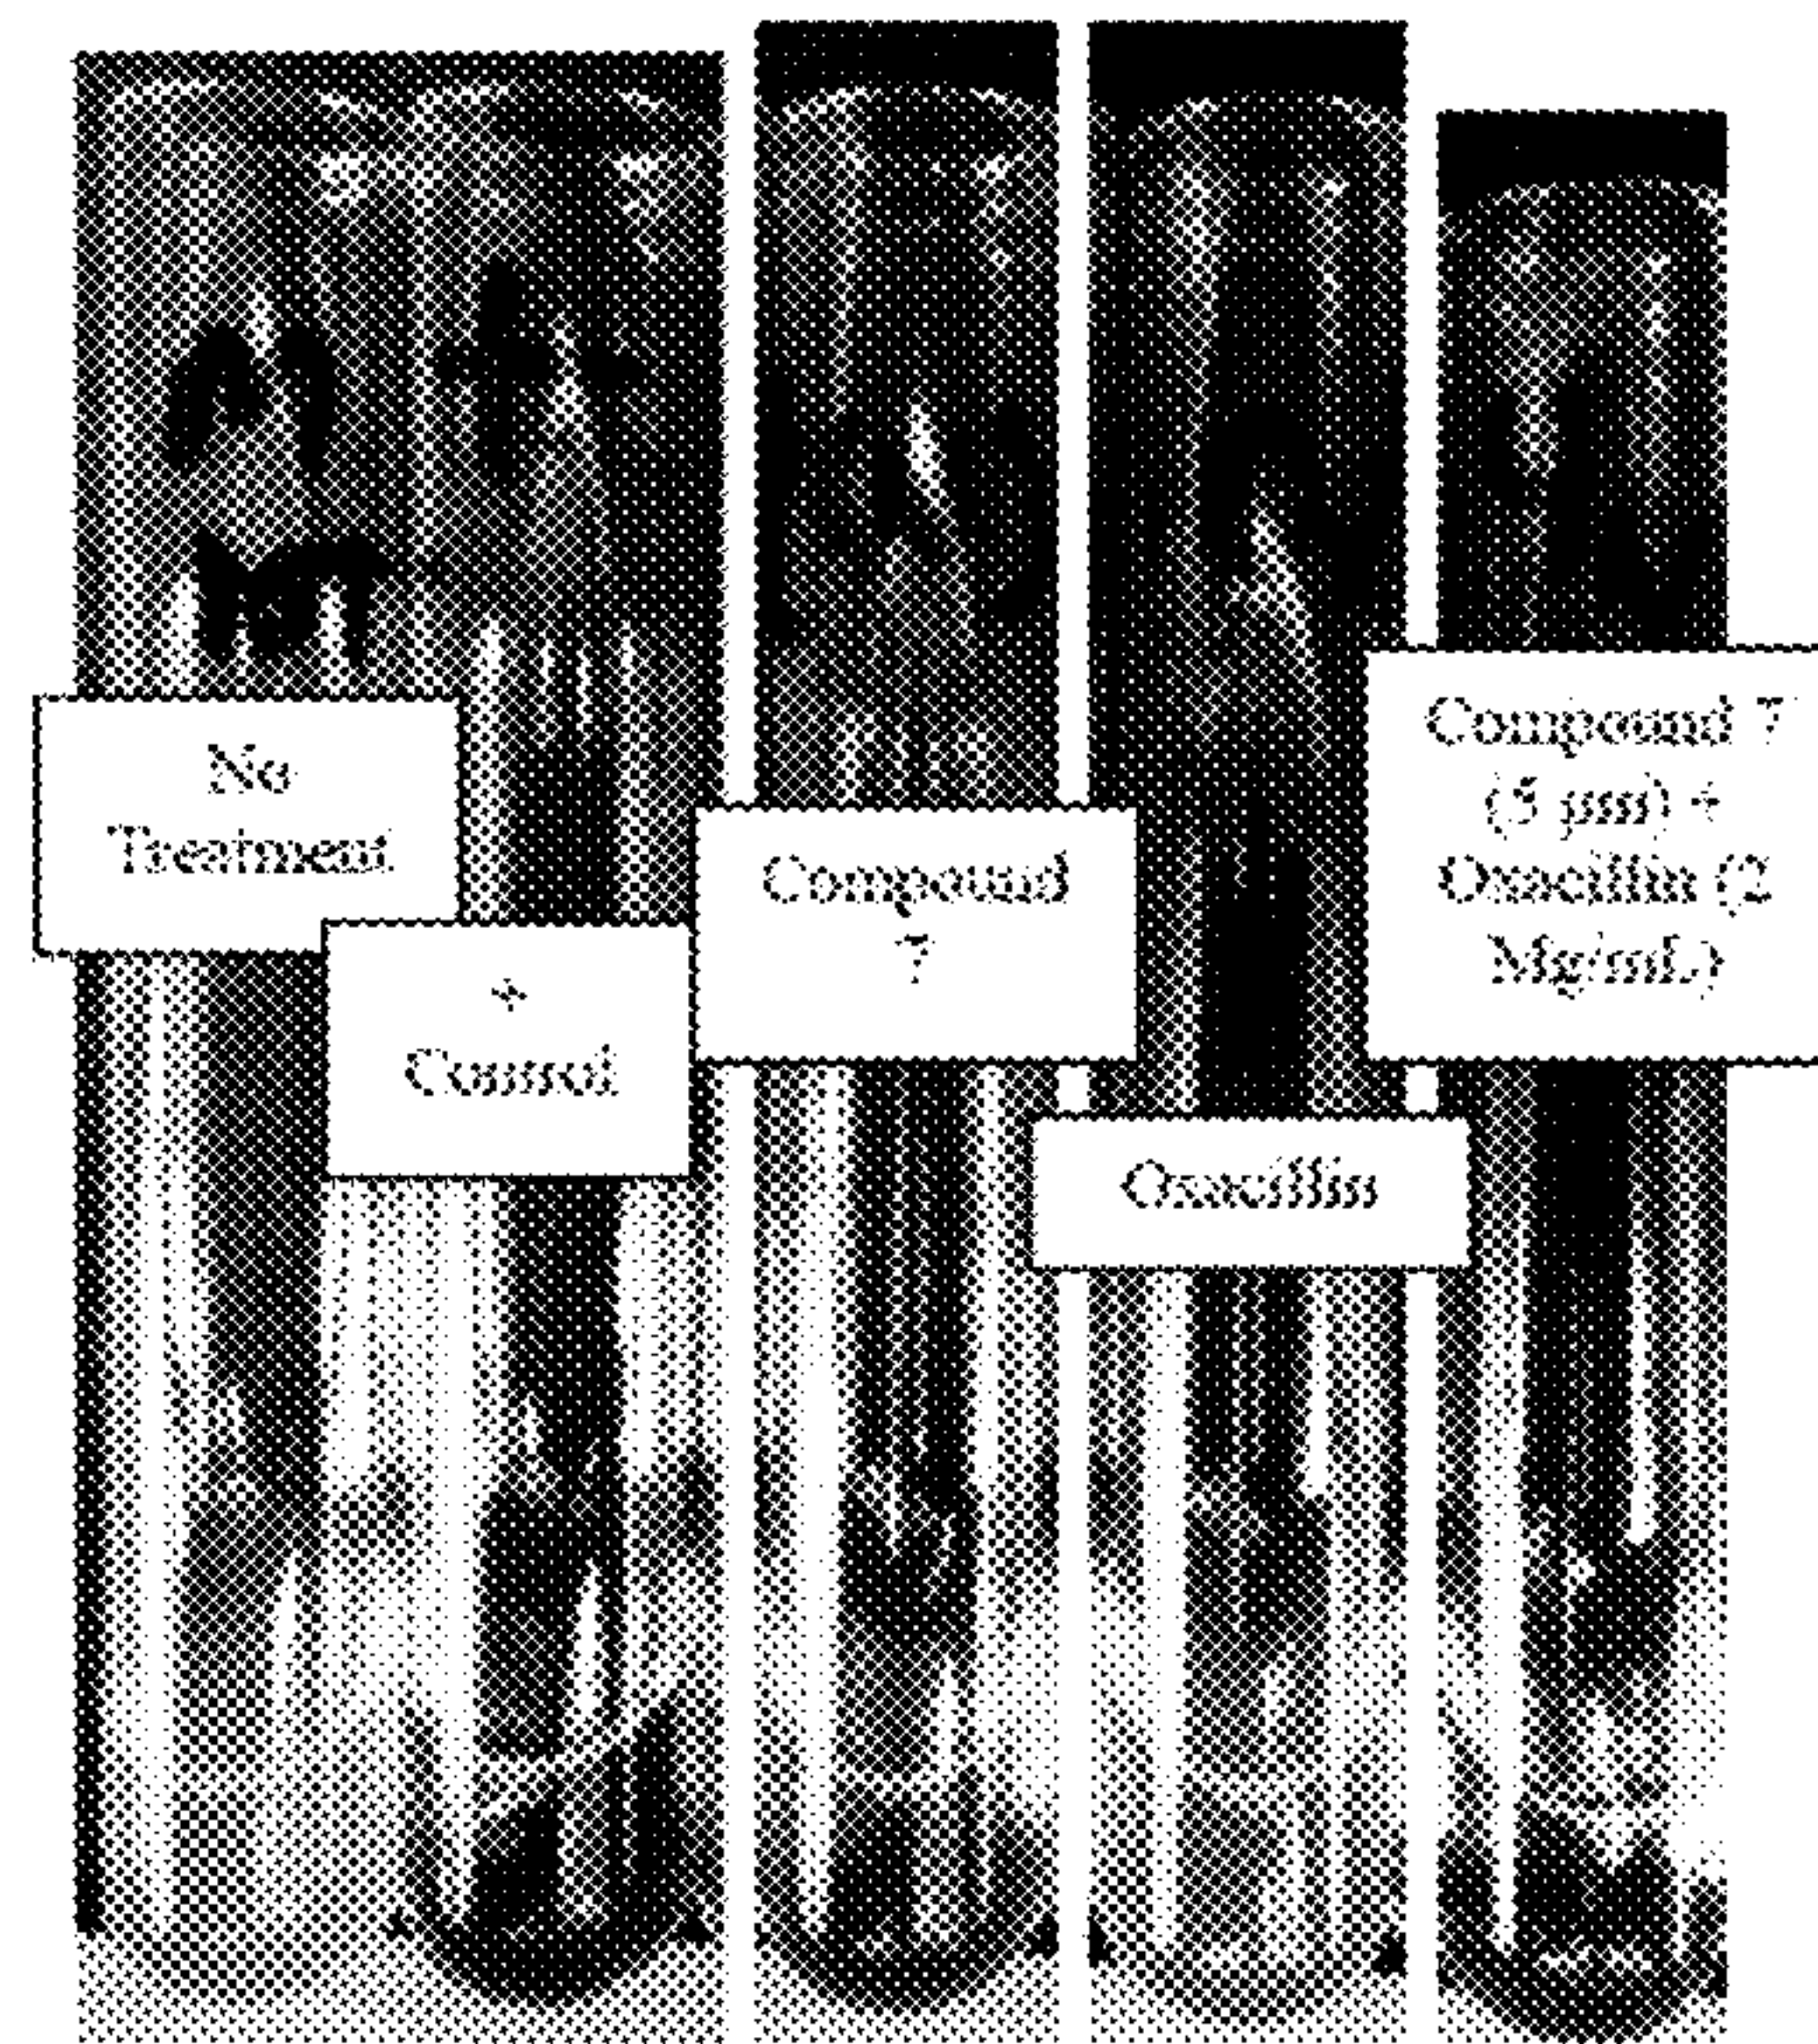 No
Treatment
+
Control
Compound
7
Oxacillin
Compound 7
(5 µm) +
Oxacillin (2
Mg/mL)